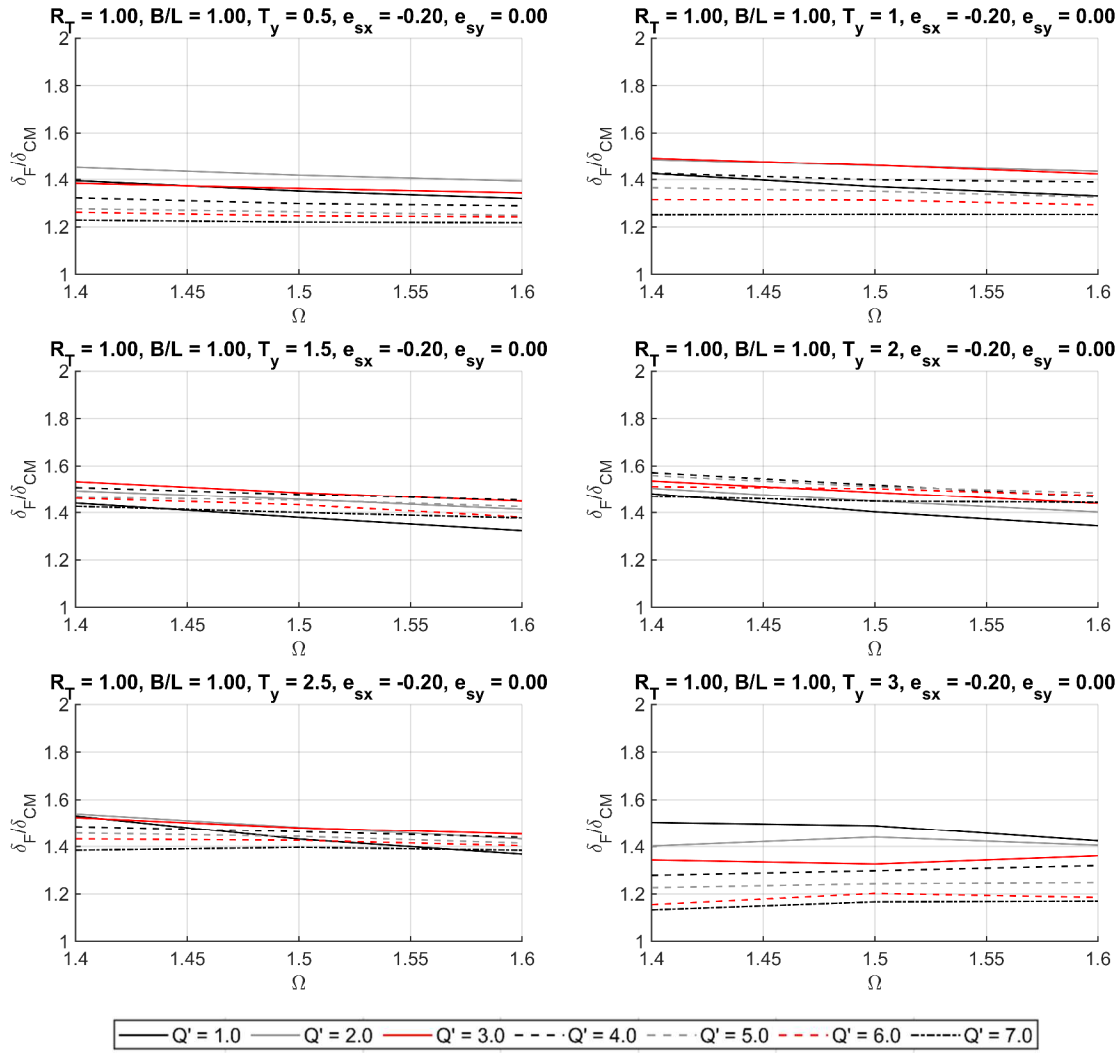 R_T = 1.00, B/L = 1.00, T_y = 0.5, e_sx = -0.20, e_sy = 0.00
2
1.8
1.6
1.4
1.2
1
δ_F/δ_CM
1.4 1.45 1.5 1.55 1.6
Ω
R_T = 1.00, B/L = 1.00, T_y = 1, e_sx = -0.20, e_sy = 0.00
2
1.8
1.6
1.4
1.2
1
δ_F/δ_CM
1.4 1.45 1.5 1.55 1.6
Ω
R_T = 1.00, B/L = 1.00, T_y = 1.5, e_sx = -0.20, e_sy = 0.00
2
1.8
1.6
1.4
1.2
1
δ_F/δ_CM
1.4 1.45 1.5 1.55 1.6
Ω
R_T = 1.00, B/L = 1.00, T_y = 2, e_sx = -0.20, e_sy = 0.00
2
1.8
1.6
1.4
1.2
1
δ_F/δ_CM
1.4 1.45 1.5 1.55 1.6
Ω
R_T = 1.00, B/L = 1.00, T_y = 2.5, e_sx = -0.20, e_sy = 0.00
2
1.8
1.6
1.4
1.2
1
δ_F/δ_CM
1.4 1.45 1.5 1.55 1.6
Ω
R_T = 1.00, B/L = 1.00, T_y = 3, e_sx = -0.20, e_sy = 0.00
2
1.8
1.6
1.4
1.2
1
δ_F/δ_CM
1.4 1.45 1.5 1.55 1.6
Ω
Q' = 1.0 Q' = 2.0 Q' = 3.0 Q' = 4.0 Q' = 5.0 Q' = 6.0 Q' = 7.0